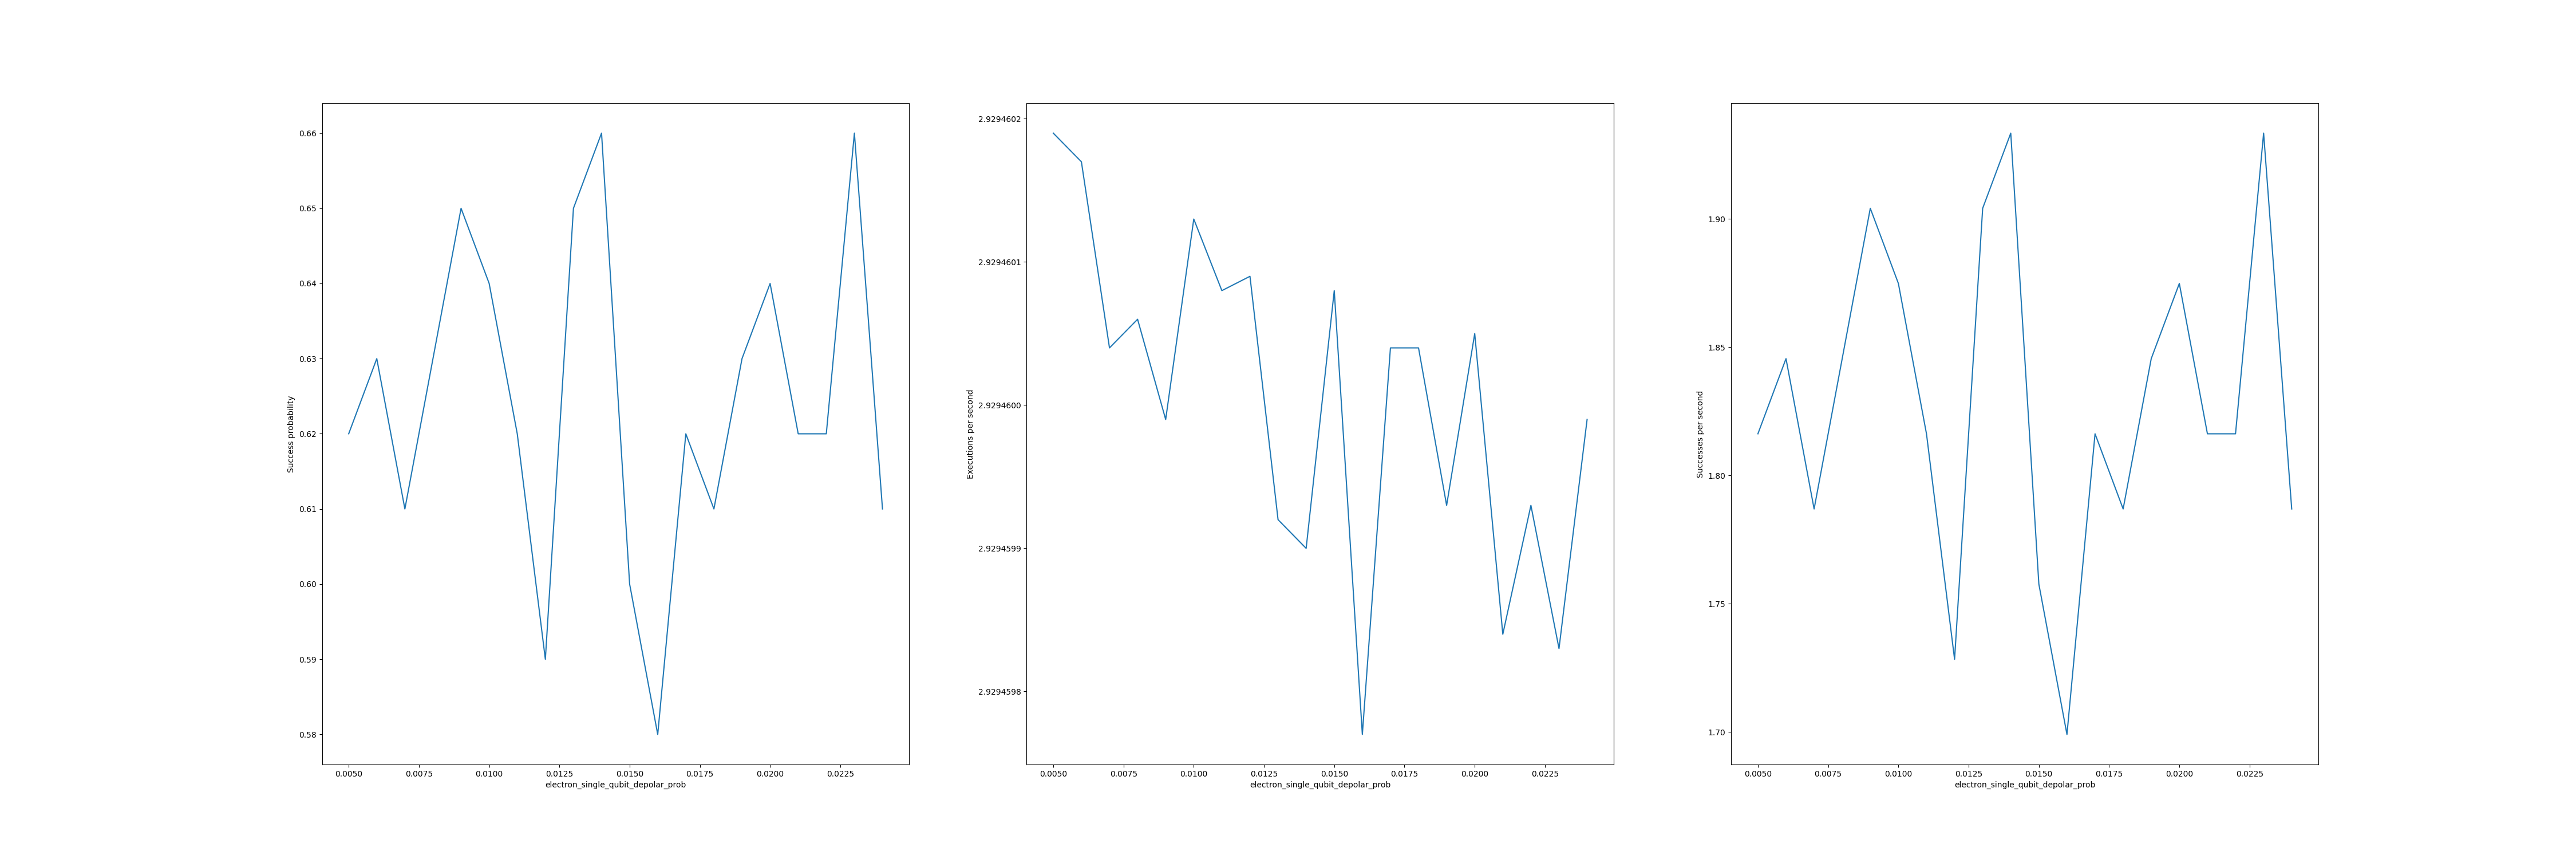 Success probability
0.66
0.65
0.64
0.63
0.62
0.61
0.60
0.59
0.58
0.0050 0.0075 0.0100 0.0125 0.0150 0.0175 0.0200 0.0225
electron_single_qubit_depolar_prob
Executions per second
2.9294602
2.9294601
2.9294600
2.9294599
2.9294598
0.0050 0.0075 0.0100 0.0125 0.0150 0.0175 0.0200 0.0225
electron_single_qubit_depolar_prob
Successes per second
1.90
1.85
1.80
1.75
1.70
0.0050 0.0075 0.0100 0.0125 0.0150 0.0175 0.0200 0.0225
electron_single_qubit_depolar_prob